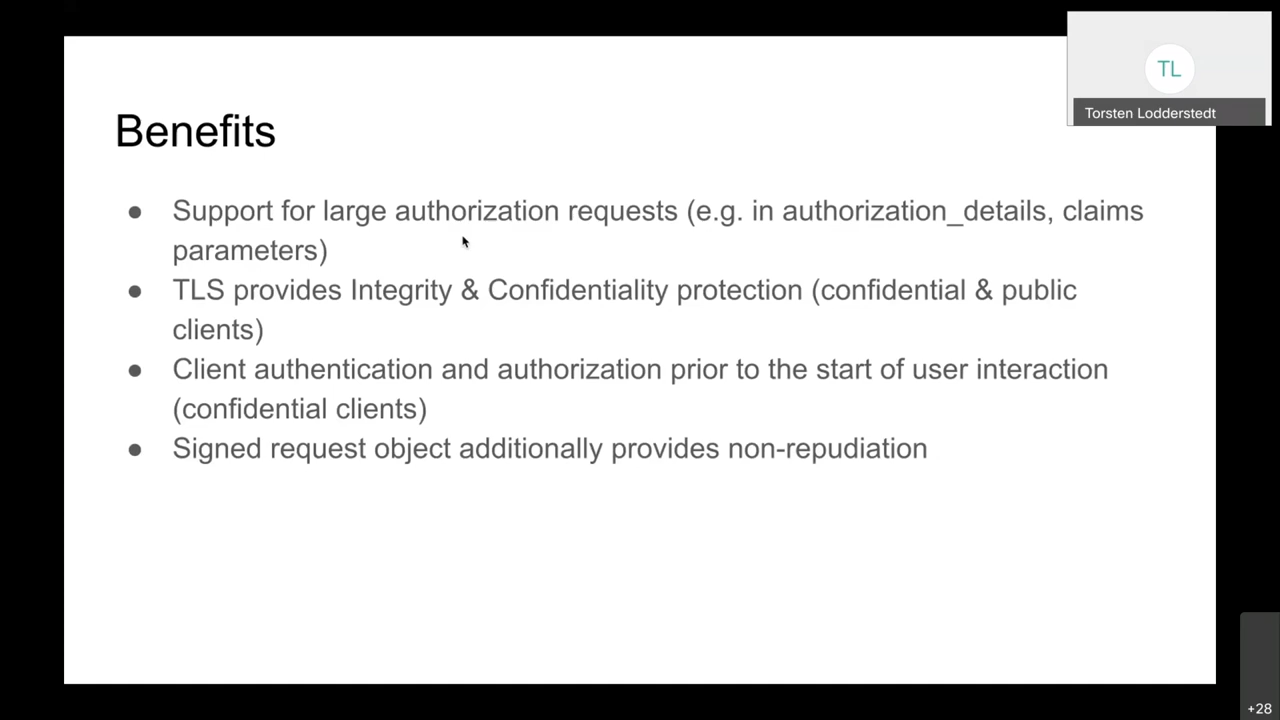 TL
Torsten Lodderstedt
Benefits
● Support for large authorization requests (e.g. in authorization_details, claims
parameters)
● TLS provides Integrity & Confidentiality protection (confidential & public
clients)
● Client authentication and authorization prior to the start of user interaction
(confidential clients)
● Signed request object additionally provides non-repudiation
+28